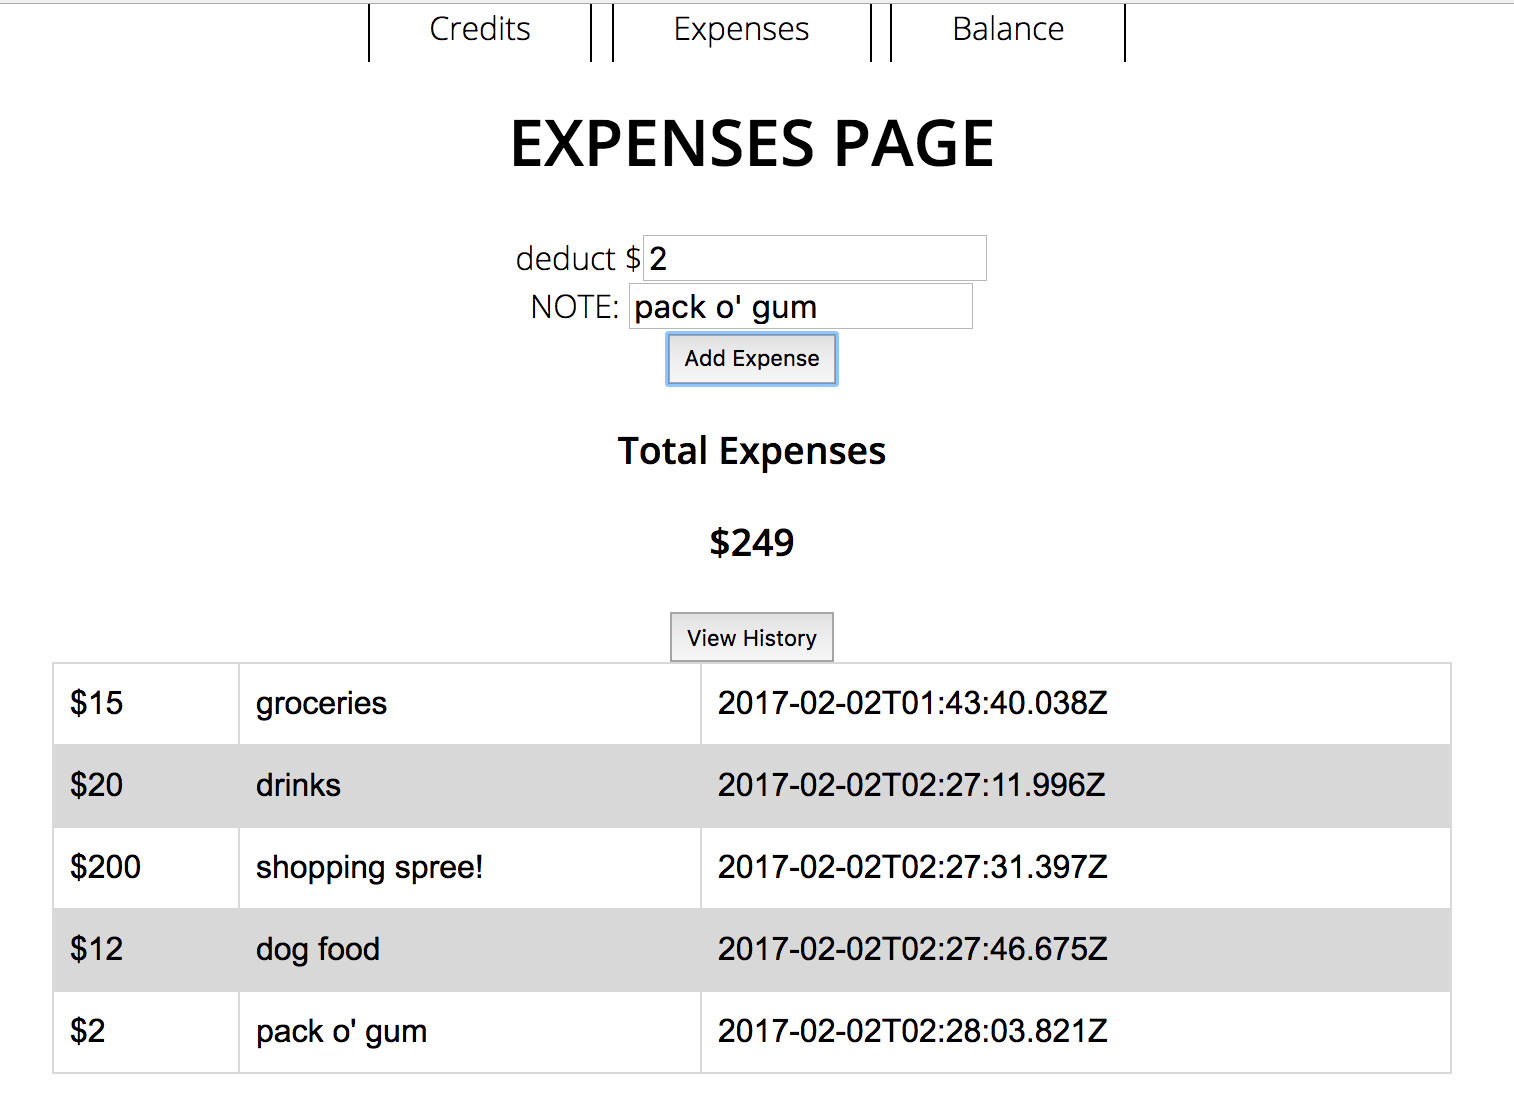 Credits Expenses Balance
EXPENSES PAGE
deduct $ 2
NOTE: pack o' gum
Add Expense
Total Expenses
$249
View History
$15 groceries 2017-02-02T01:43:40.038Z
$20 drinks 2017-02-02T02:27:11.996Z
$200 shopping spree! 2017-02-02T02:27:31.397Z
$12 dog food 2017-02-02T02:27:46.675Z
$2 pack o' gum 2017-02-02T02:28:03.821Z